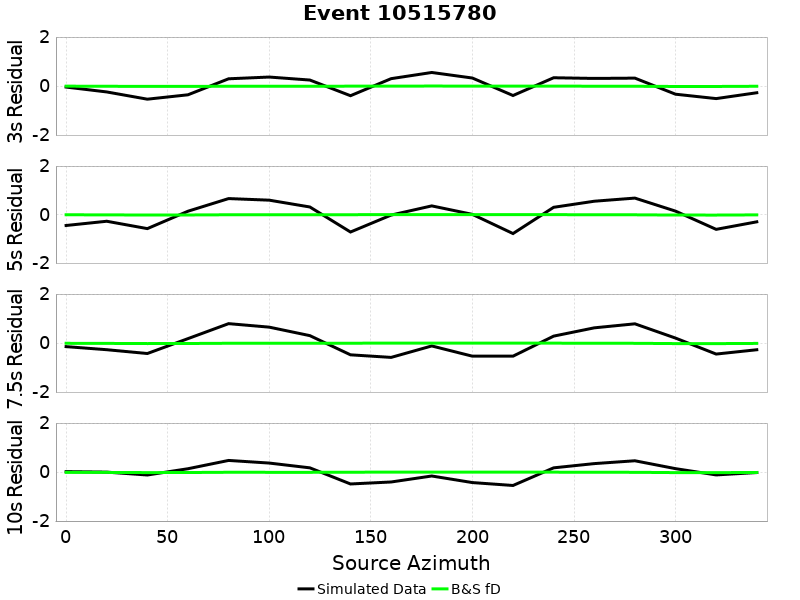 Event 10515780
3s Residual
2
0
-2
5s Residual
2
0
-2
7.5s Residual
2
0
-2
10s Residual
2
0
-2
0 50 100 150 200 250 300
Source Azimuth
Simulated Data B&S fD